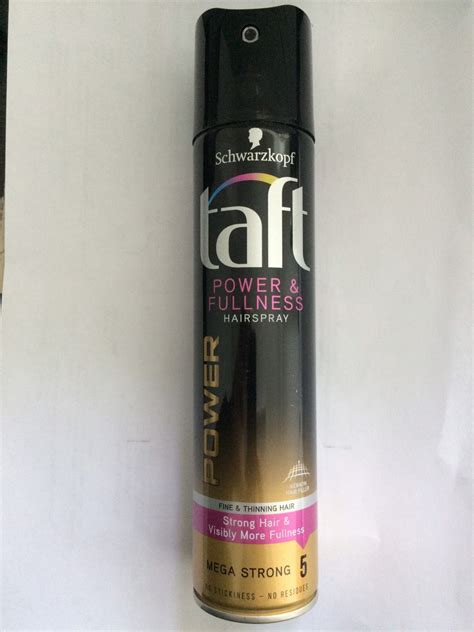 Schwarzkopf
taft
POWER &
FULLNESS
HAIRSPRAY
POWER
FINE & THINNING HAIR
Strong Hair &
Visibly More Fullness
MEGA STRONG 5
NO STICKINESS – NO RESIDUES